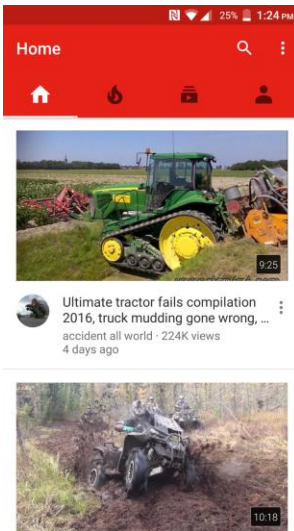 25% 1:24 PM
Home
9:25
Ultimate tractor fails compilation
2016, truck mudding gone wrong, ...
accident all world · 224K views
4 days ago
10:18